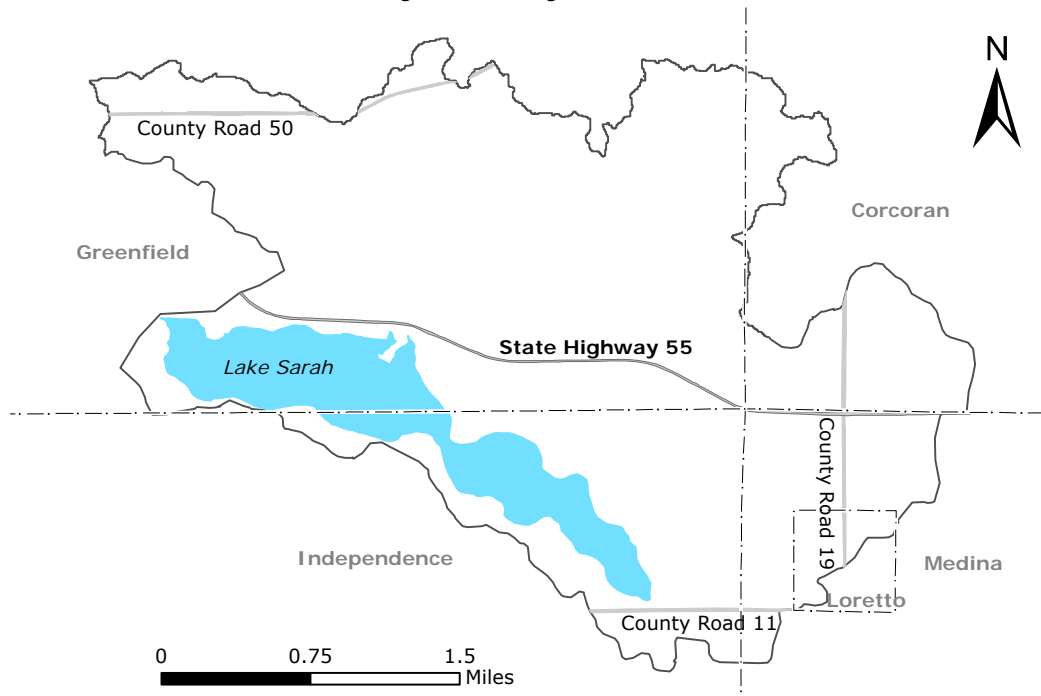 N
County Road 50
Corcoran
Greenfield
State Highway 55
Lake Sarah
County Road 19
Independence
Medina
Loretto
County Road 11
0 0.75 1.5
Miles